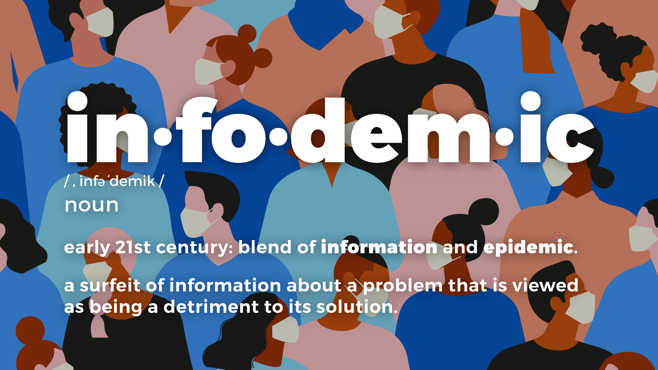 in·fo·dem·ic
/ˌinfəˈdemik/
noun
early 21st century: blend of information and epidemic.
a surfeit of information about a problem that is viewed
as being a detriment to its solution.